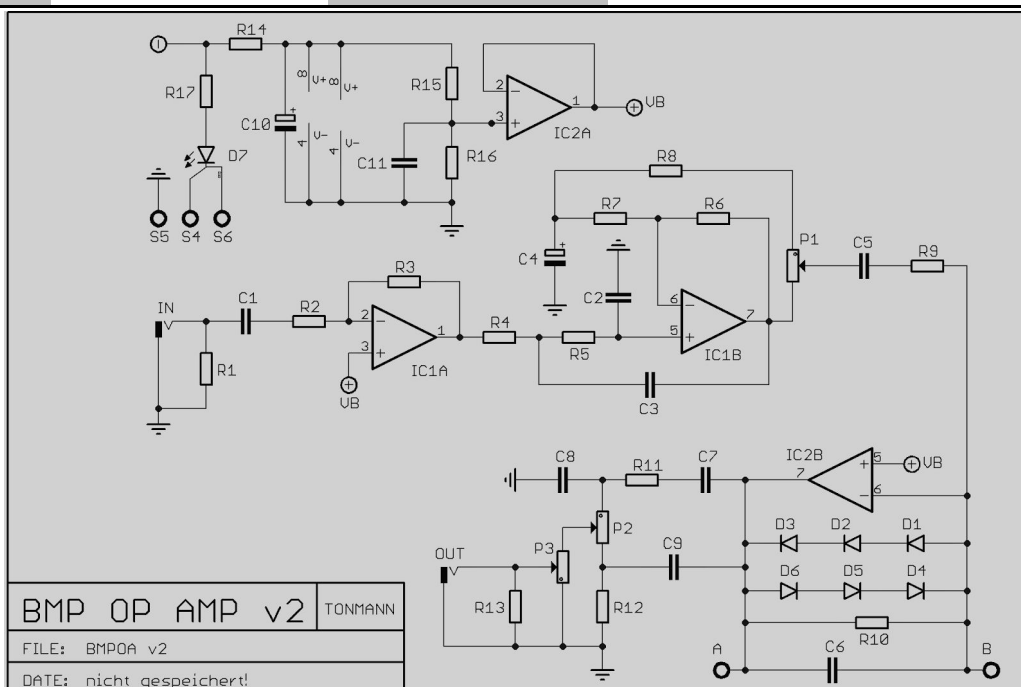 R14
R17
C10
8 V+
8 V+
4 V-
4 V-
R15
C11
R16
2
3
1
IC2A
VB
D7
S5 S4 S6
R8
R7 R6
C4
C2
P1
C5 R9
6
5
7
IC1B
IN
C1 R2
R3
2
3
1
IC1A
VB
R1
R4
R5
C3
C8 R11 C7
IC2B
7
5
6
VB
P2
P3
C9
OUT
R13
R12
D3 D2 D1
D6 D5 D4
R10
C6
A
B
BMP OP AMP v2 TONMANN
FILE: BMPOA v2
DATE: nicht gespeichert!